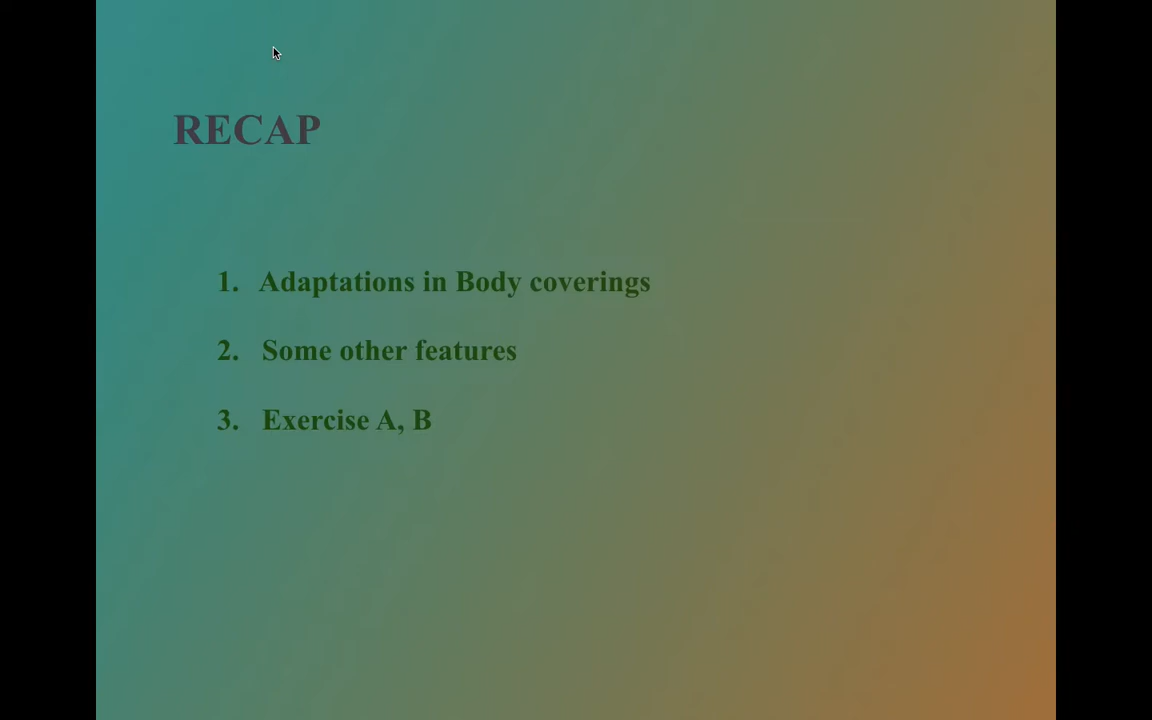 RECAP
1. Adaptations in Body coverings
2. Some other features
3. Exercise A, B